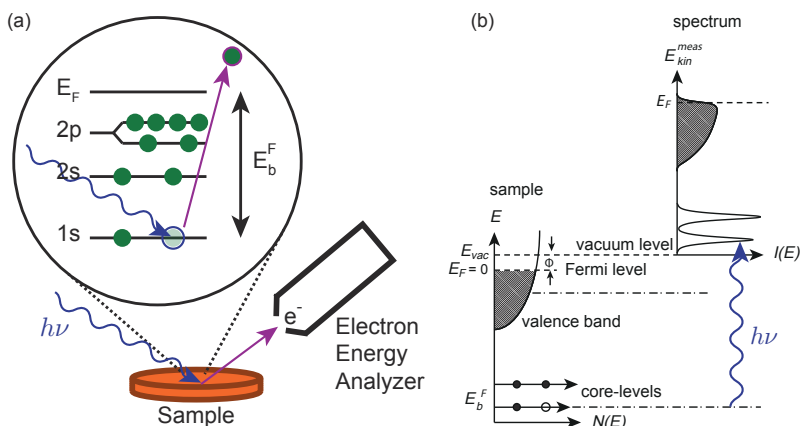 (a)
E_F
2p
2s
1s
E_b^F
hν
e-
Electron
Energy
Analyzer
Sample
(b)
spectrum
E_kin^meas
E_F
I(E)
sample
E
E_vac
E_F = 0
Φ
vacuum level
Fermi level
valence band
hν
core-levels
E_b^F
N(E)